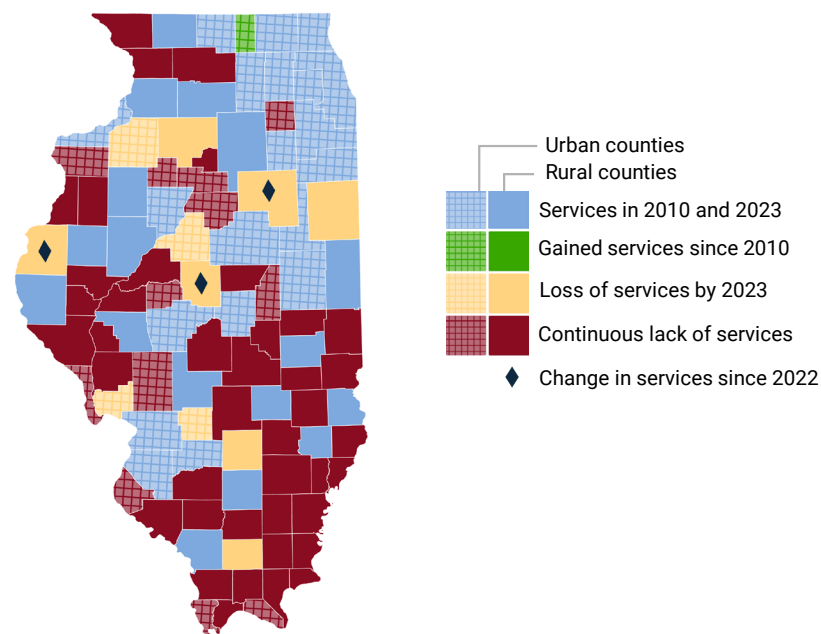 Urban counties
Rural counties
Services in 2010 and 2023
Gained services since 2010
Loss of services by 2023
Continuous lack of services
Change in services since 2022